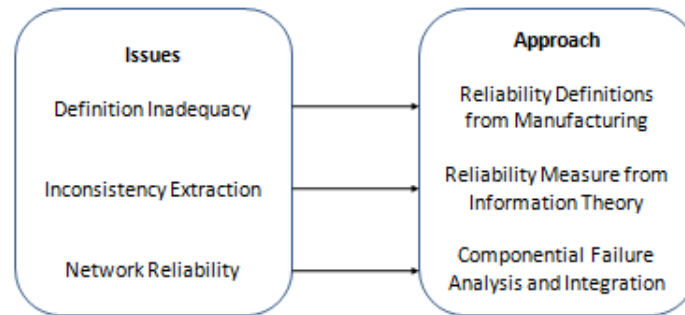 Issues
Definition Inadequacy
Inconsistency Extraction
Network Reliability
Approach
Reliability Definitions
from Manufacturing
Reliability Measure from
Information Theory
Componential Failure
Analysis and Integration